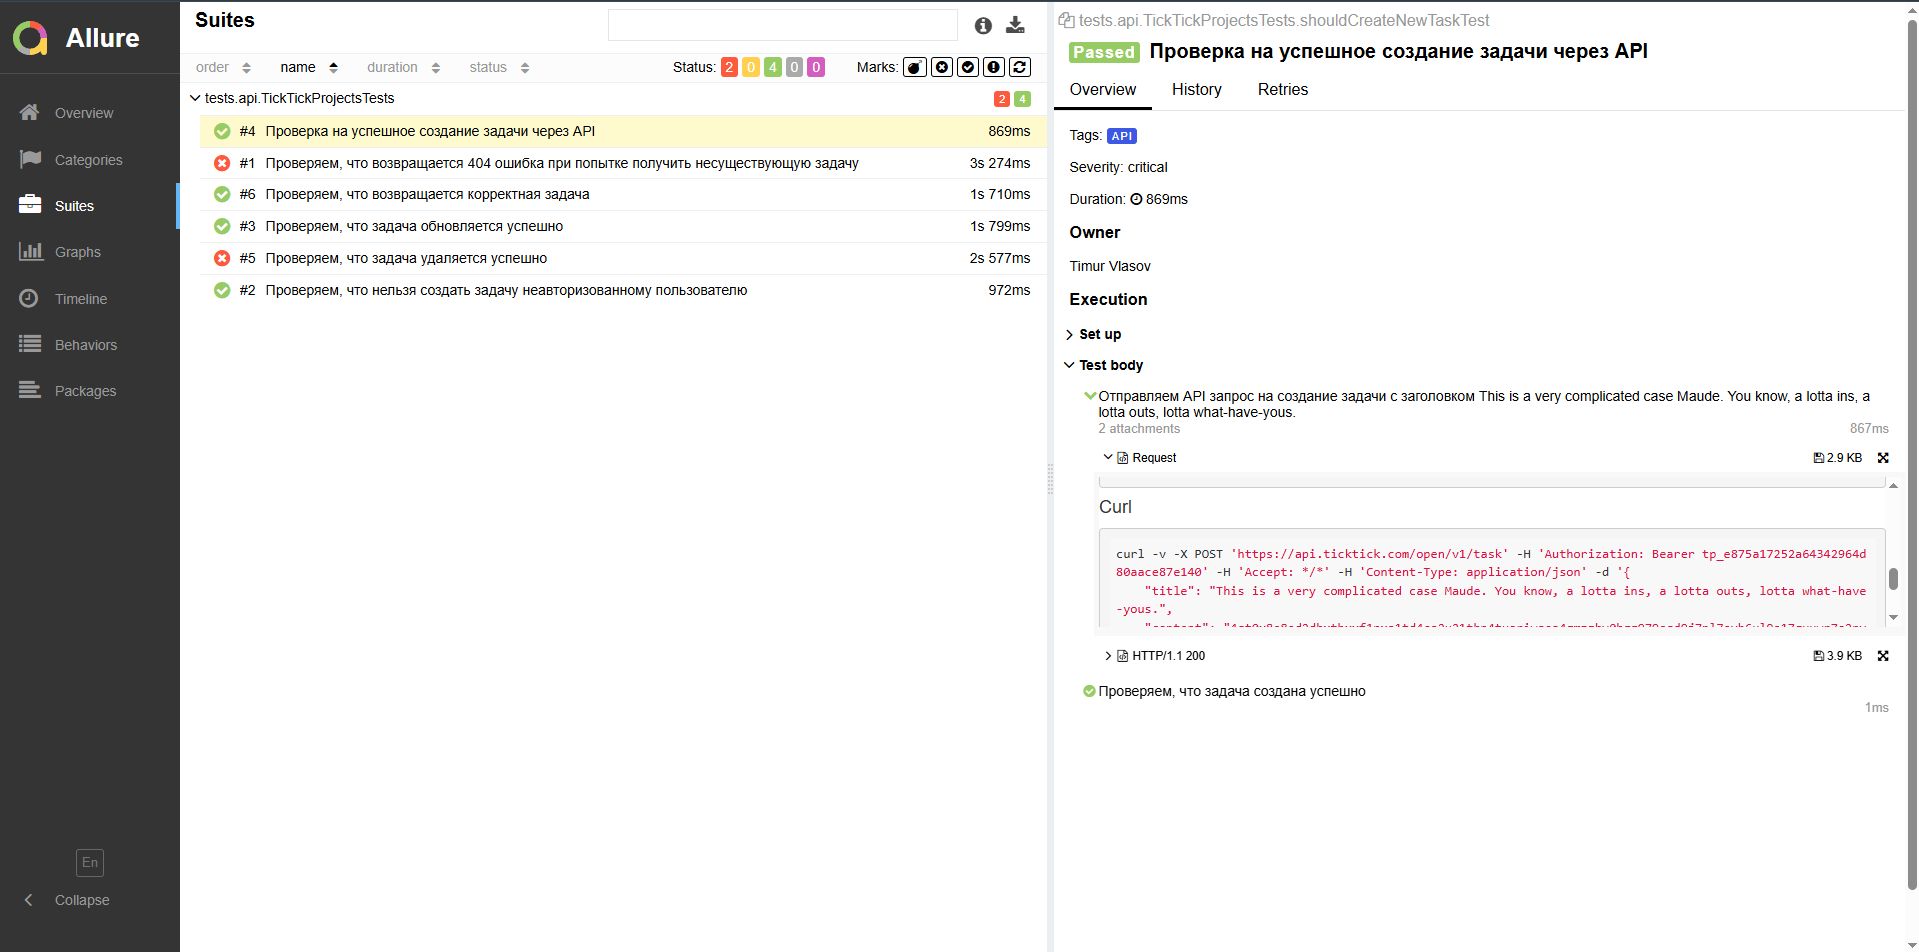 Allure
Overview
Categories
Suites
Graphs
Timeline
Behaviors
Packages
En
Collapse
Suites
order name duration status Status: 2 0 4 0 0 Marks:
tests.api.TickTickProjectsTests 2 4
#4 Проверка на успешное создание задачи через API 869ms
#1 Проверяем, что возвращается 404 ошибка при попытке получить несуществующую задачу 3s 274ms
#6 Проверяем, что возвращается корректная задача 1s 710ms
#3 Проверяем, что задача обновляется успешно 1s 799ms
#5 Проверяем, что задача удаляется успешно 2s 577ms
#2 Проверяем, что нельзя создать задачу неавторизованному пользователю 972ms
tests.api.TickTickProjectsTests.shouldCreateNewTaskTest
Passed Проверка на успешное создание задачи через API
Overview History Retries
Tags: API
Severity: critical
Duration: 869ms
Owner
Timur Vlasov
Execution
Set up
Test body
Отправляем API запрос на создание задачи с заголовком This is a very complicated case Maude. You know, a lotta ins, a
lotta outs, lotta what-have-yous.
2 attachments 867ms
Request 2.9 KB
Curl
curl -v -X POST 'https://api.ticktick.com/open/v1/task' -H 'Authorization: Bearer tp_e875a17252a64342964d
80aace87e140' -H 'Accept: */*' -H 'Content-Type: application/json' -d '{
"title": "This is a very complicated case Maude. You know, a lotta ins, a lotta outs, lotta what-have
-yous.",
HTTP/1.1 200 3.9 KB
Проверяем, что задача создана успешно
1ms